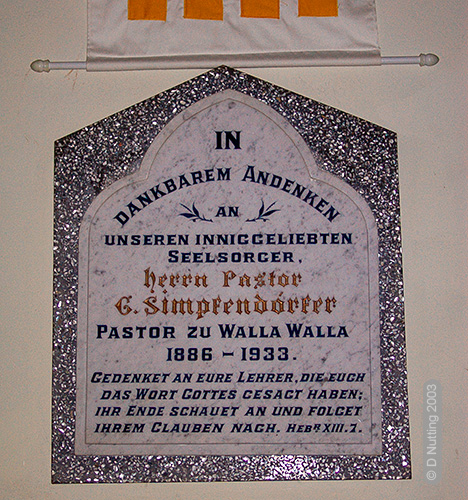 IN
DANKBAREM ANDENKEN
AN
UNSEREN INNIGGELIEBTEN
SEELSORGER,
Herrn Pastor
C. Simpfendörfer
PASTOR ZU WALLA WALLA
1886 – 1933.
GEDENKET AN EURE LEHRER, DIE EUCH
DAS WORT GOTTES GESAGT HABEN;
IHR ENDE SCHAUET AN UND FOLGET
IHREM GLAUBEN NACH. HEBR. XIII. 7.
© D Nutting 2003